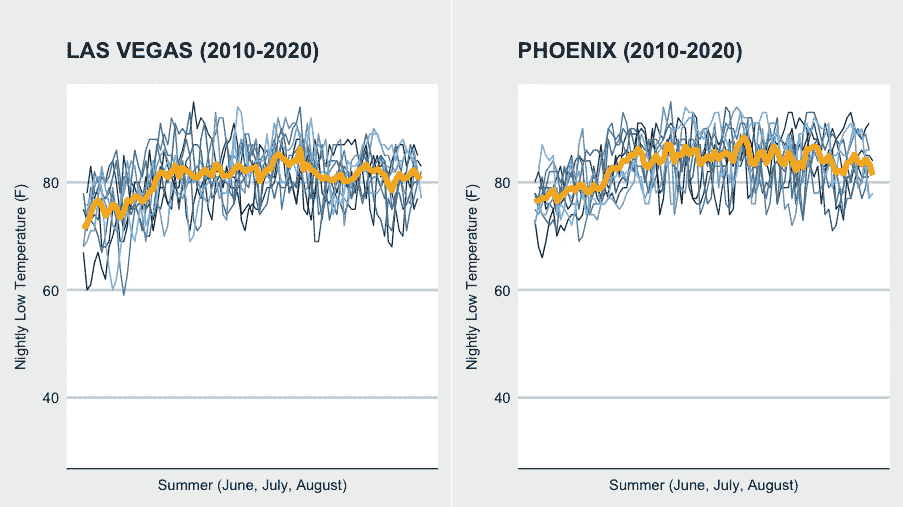 LAS VEGAS (2010-2020)
Nightly Low Temperature (F)
80
60
40
Summer (June, July, August)
PHOENIX (2010-2020)
Nightly Low Temperature (F)
80
60
40
Summer (June, July, August)